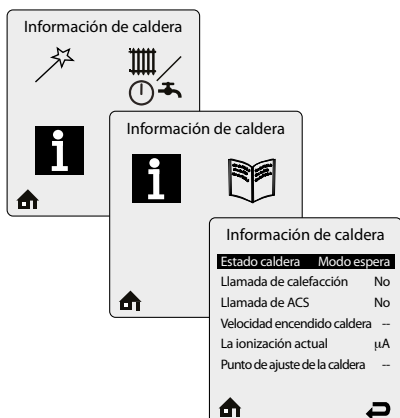 Información de caldera
Información de caldera
Información de caldera
Estado caldera Modo espera
Llamada de calefacción No
Llamada de ACS No
Velocidad encendido caldera --
La ionización actual µA
Punto de ajuste de la caldera --